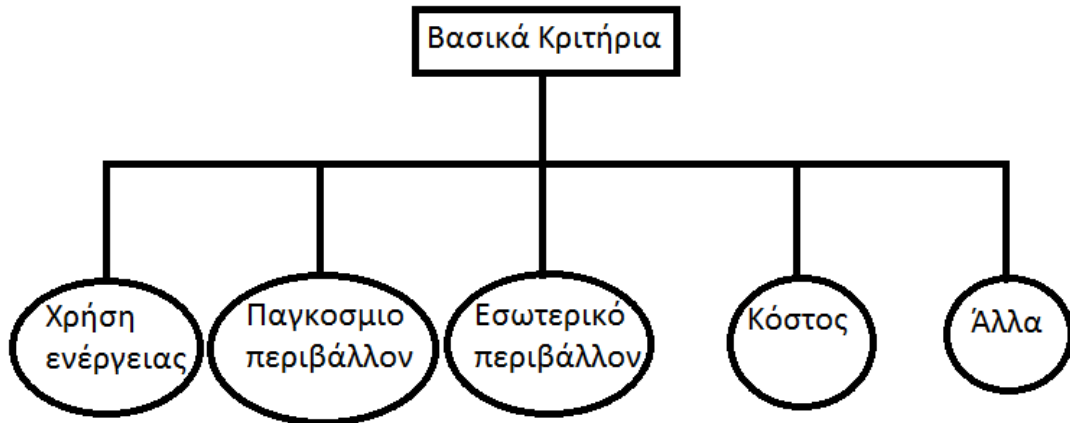 Βασικά Κριτήρια
Χρήση
ενέργειας
Παγκοσμιο
περιβάλλον
Εσωτερικό
περιβάλλον
Κόστος
Άλλα